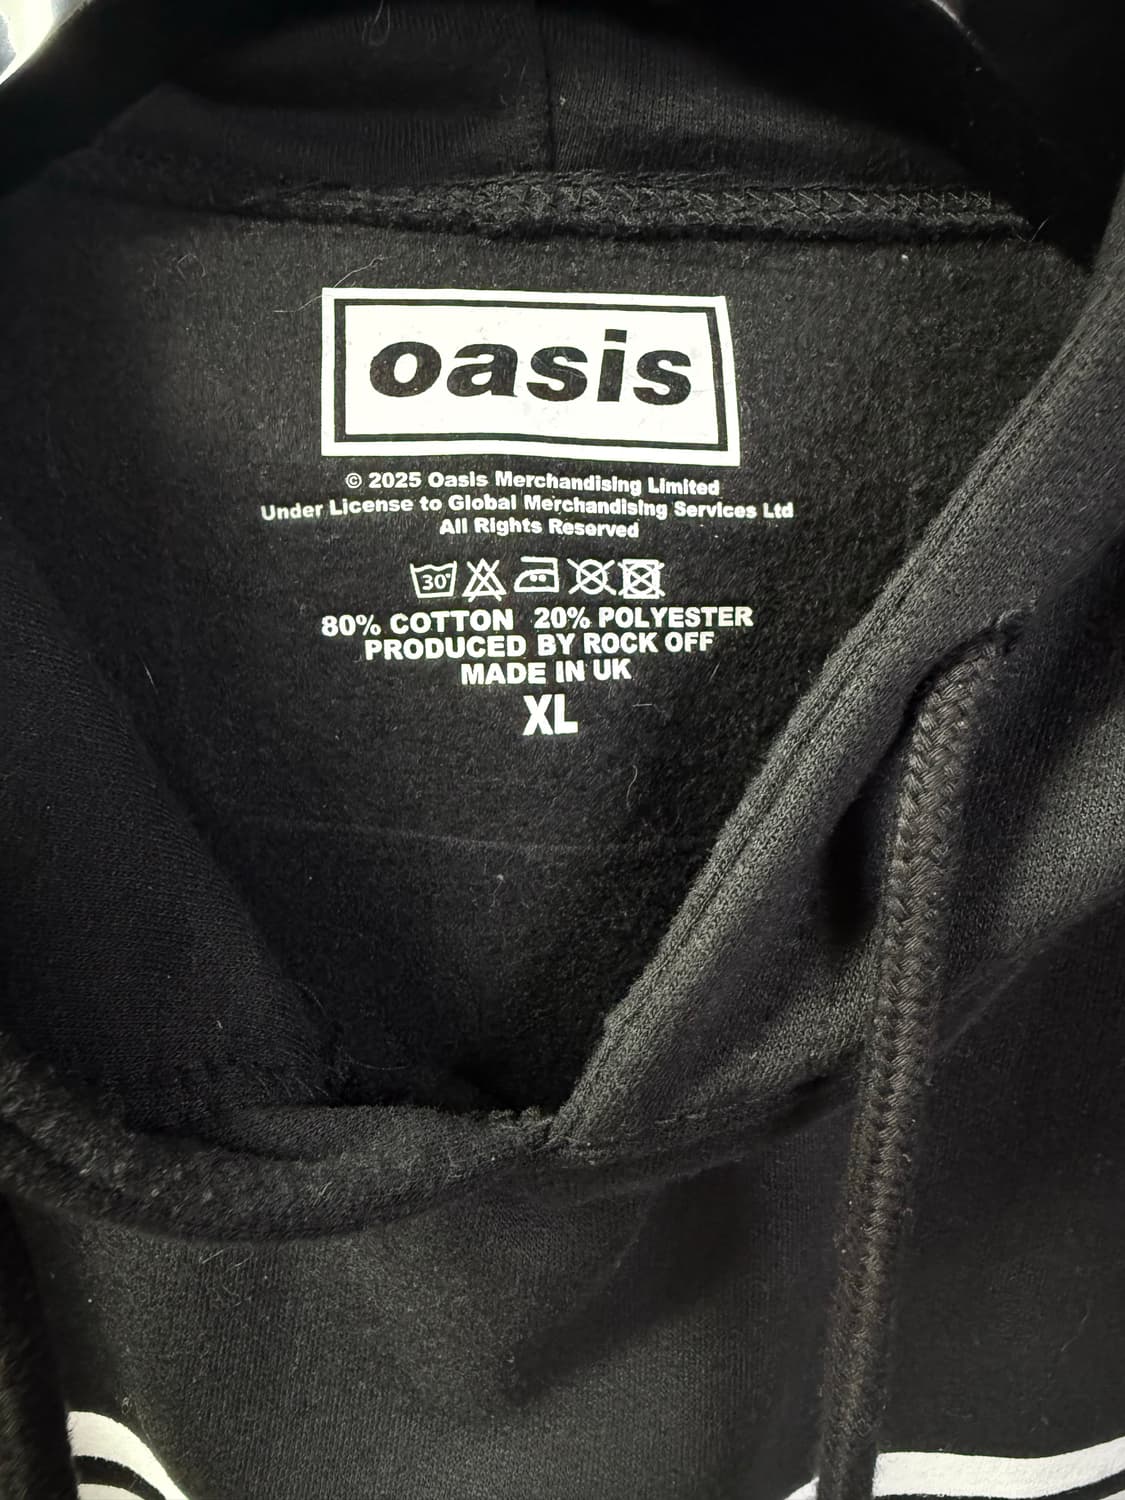 oasis
© 2025 Oasis Merchandising Limited
Under License to Global Merchandising Services Ltd
All Rights Reserved
30°
80% COTTON 20% POLYESTER
PRODUCED BY ROCK OFF
MADE IN UK
XL